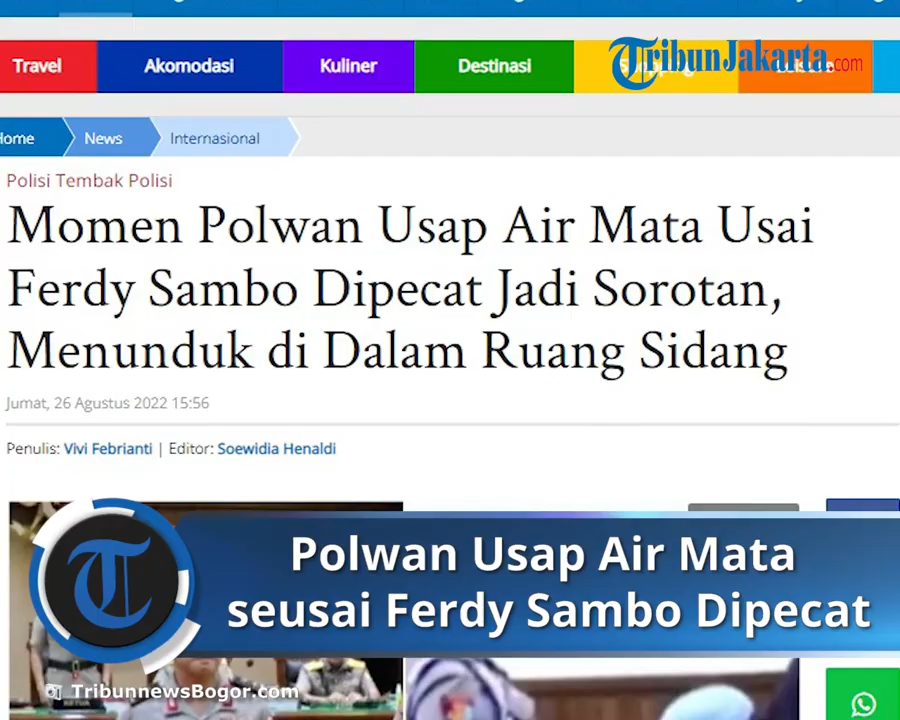 Travel
Akomodasi
Kuliner
Destinasi
TribunJakarta.com
Home
News
Internasional
Polisi Tembak Polisi
Momen Polwan Usap Air Mata Usai
Ferdy Sambo Dipecat Jadi Sorotan,
Menunduk di Dalam Ruang Sidang
Jumat, 26 Agustus 2022 15:56
Penulis: Vivi Febrianti | Editor: Soewidia Henaldi
Polwan Usap Air Mata
seusai Ferdy Sambo Dipecat
TribunnewsBogor.com